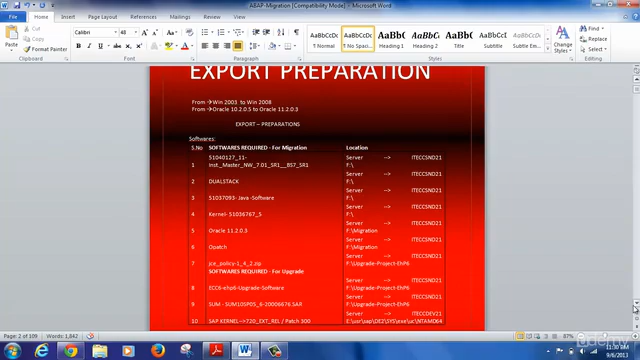 ABAP-Migration [Compatibility Mode] - Microsoft Word
File Home Insert Page Layout References Mailings Review View
Cut
Copy
Format Painter
Paste
Clipboard
Calibri 48
Font
Paragraph
AaBbCcDc AaBbCcDc AaBbC AaBbCc AaBbC AaBbCcD AaBbCcD
¶ Normal ¶ No Spaci... Heading 1 Heading 2 Title Subtitle Subtle Em...
Styles
Change
Styles
Find
Replace
Select
Editing
EXPORT PREPARATION
From → Win 2003 to Win 2008
From → Oracle 10.2.0.5 to Oracle 11.2.0.3
EXPORT – PREPARATIONS
Softwares:
S.No SOFTWARES REQUIRED - For Migration Location
1 51040127_11- Server --> ITECCSND21
Inst._Master_NW_7.01_SR1__BS7_SR1 F:\
2 DUALSTACK Server --> ITECCSND21
F:\
3 51037093- Java -Software Server --> ITECCSND21
F:\
4 Kernel- 51036767_5 Server --> ITECCSND21
F:\
5 Oracle 11.2.0.3 Server --> ITECCSND21
F:\Migration
6 Opatch Server --> ITECCSND21
F:\Migration
7 jce_policy-1_4_2.zip Server --> ITECCSND21
F:\Upgrade-Project-EhP6
SOFTWARES REQUIRED - For Upgrade
8 ECC6-ehp6-Upgrade-Software Server --> ITECCSND21
F:\Upgrade-Project-EhP6
9 SUM - SUM10SP05_6-20006676.SAR Server --> ITECCSND21
F:\Upgrade-Project-EhP6
10 SAP KERNEL-->720_EXT_REL / Patch 300 Server --> ITECCDEV21
E:\usr\sap\DEZ\SYS\exe\uc\NTAMD64
Page: 2 of 109 Words: 1,842 87%
11:30 AM
9/6/2013
Udemy